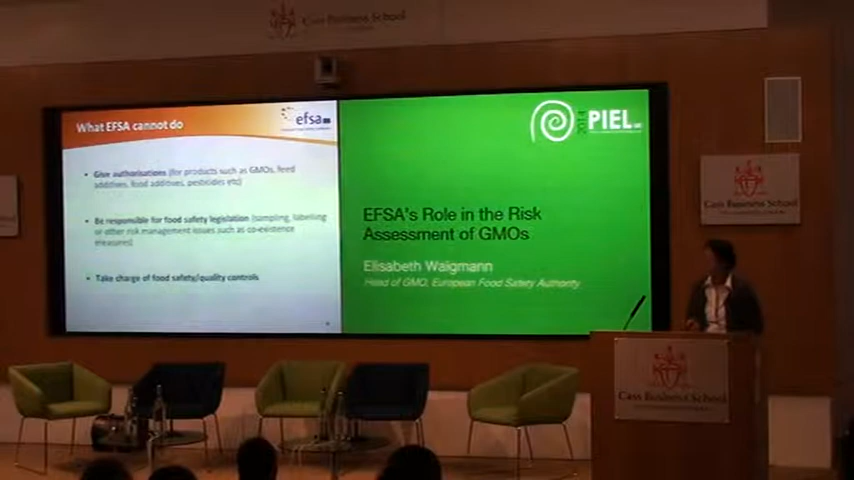 Cass Business School
What EFSA cannot do
efsa
• Give authorisations (for products such as GMOs, feed
additives, food additives, pesticides etc)
• Be responsible for food safety legislation (sampling, labelling
or other risk management issues such as co-existence
measures)
• Take charge of food safety/quality controls
2014 PIEL UK
EFSA's Role in the Risk
Assessment of GMOs
Elisabeth Waigmann
Head of GMO, European Food Safety Authority
Cass Business School
Cass Business School